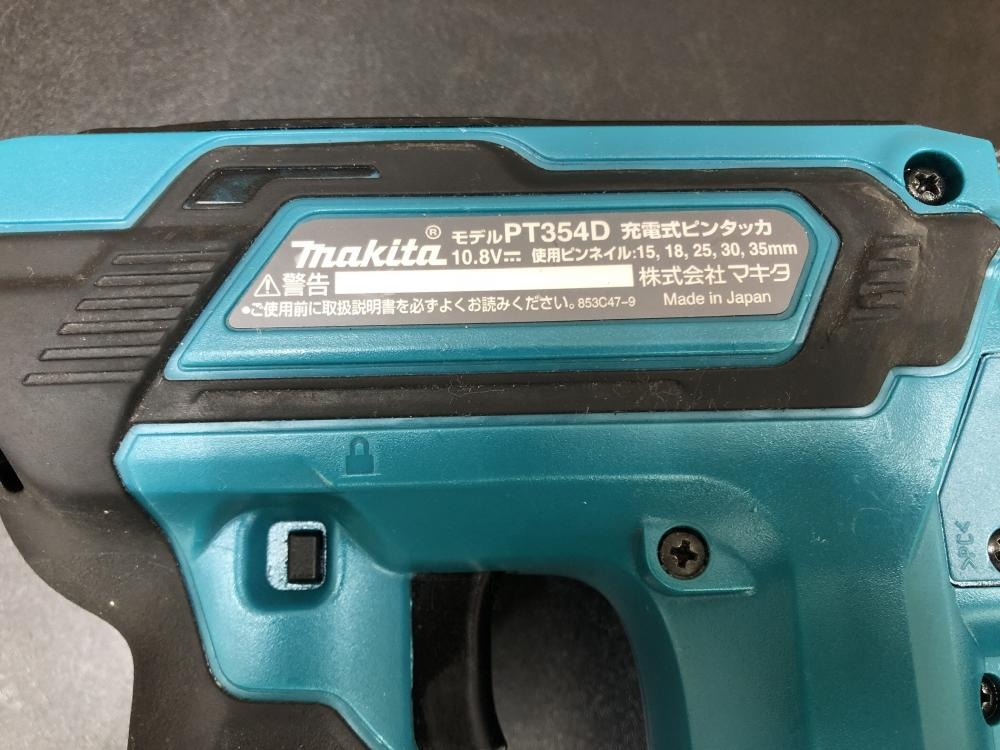 makita® モデルPT354D 充電式ピンタッカ
10.8V⎓ 使用ピンネイル:15, 18, 25, 30, 35mm
⚠警告 株式会社マキタ
•ご使用前に取扱説明書を必ずよくお読みください。853C47-9 Made in Japan
>PC<